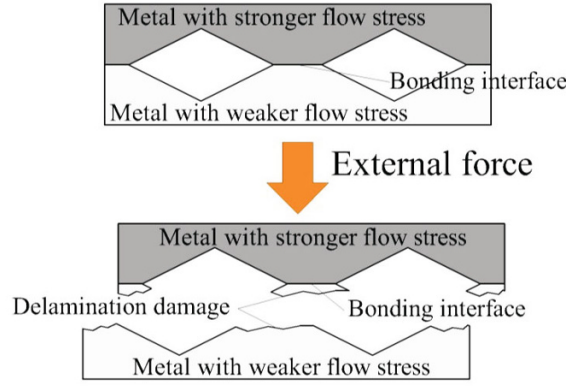 Metal with stronger flow stress
Bonding interface
Metal with weaker flow stress
External force
Metal with stronger flow stress
Delamination damage
Bonding interface
Metal with weaker flow stress